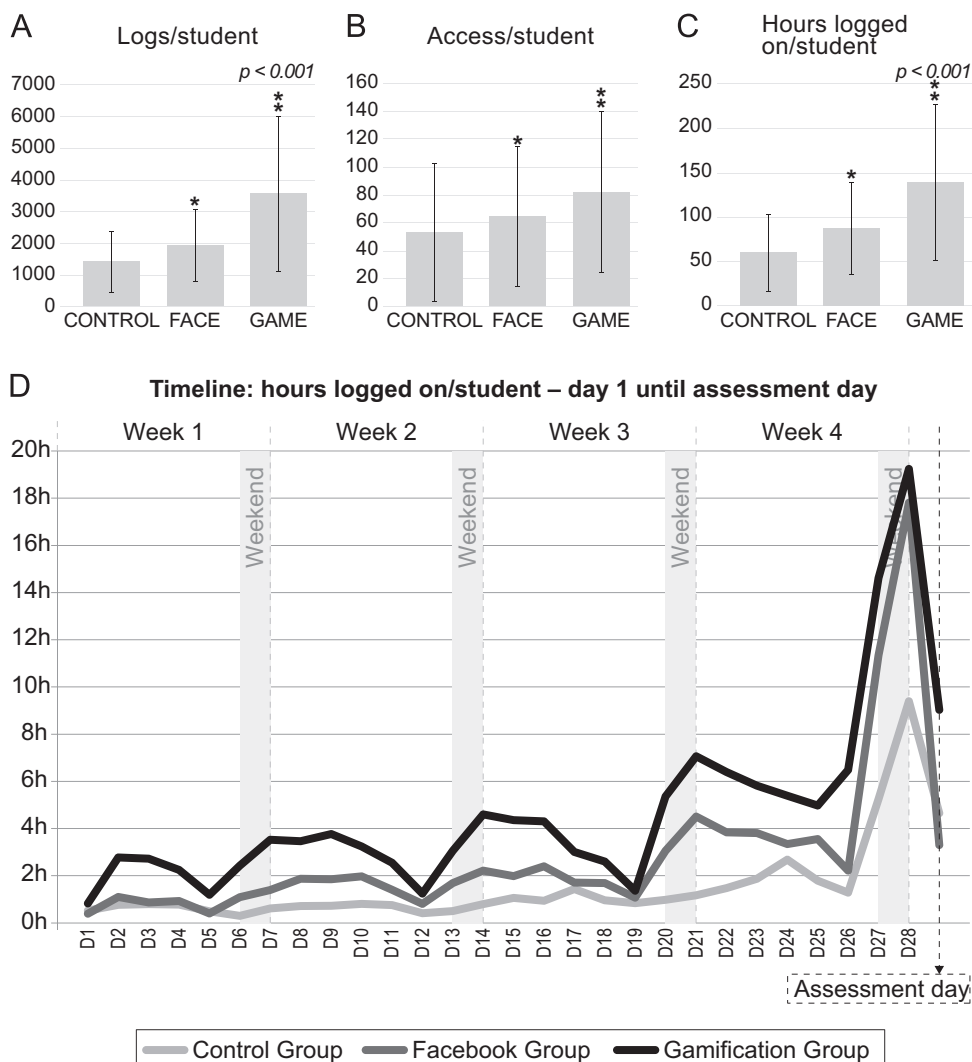 A
Logs/student
p < 0.001
7000
6000
5000
4000
3000
2000
1000
0
**
*
CONTROL FACE GAME
B
Access/student
160
140
120
100
80
60
40
20
0
**
*
CONTROL FACE GAME
C
Hours logged
on/student
p < 0.001
250
200
150
100
50
0
**
*
CONTROL FACE GAME
D
Timeline: hours logged on/student – day 1 until assessment day
Week 1 Week 2 Week 3 Week 4
20h
18h
16h
14h
12h
10h
8h
6h
4h
2h
0h
Weekend
Weekend
Weekend
Weekend
D1 D2 D3 D4 D5 D6 D7 D8 D9 D10 D11 D12 D13 D14 D15 D16 D17 D18 D19 D20 D21 D22 D23 D24 D25 D26 D27 D28
Assessment day
Control Group Facebook Group Gamification Group